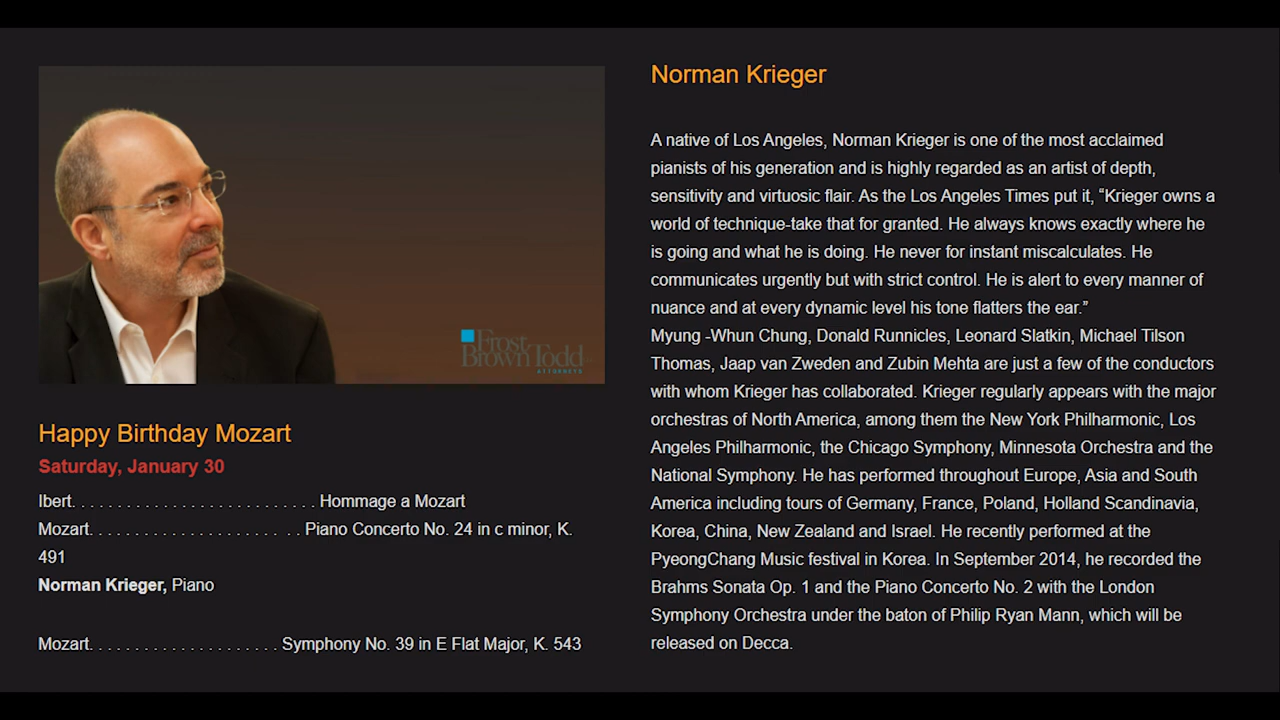 Frost
Brown Todd
ATTORNEYS
Happy Birthday Mozart
Saturday, January 30
Ibert. . . . . . . . . . . . . . . . . . . . . . . . . . . Hommage a Mozart
Mozart. . . . . . . . . . . . . . . . . . . . . . . . Piano Concerto No. 24 in c minor, K.
491
Norman Krieger, Piano
Mozart. . . . . . . . . . . . . . . . . . . . . Symphony No. 39 in E Flat Major, K. 543
Norman Krieger
A native of Los Angeles, Norman Krieger is one of the most acclaimed
pianists of his generation and is highly regarded as an artist of depth,
sensitivity and virtuosic flair. As the Los Angeles Times put it, “Krieger owns a
world of technique-take that for granted. He always knows exactly where he
is going and what he is doing. He never for instant miscalculates. He
communicates urgently but with strict control. He is alert to every manner of
nuance and at every dynamic level his tone flatters the ear.”
Myung -Whun Chung, Donald Runnicles, Leonard Slatkin, Michael Tilson
Thomas, Jaap van Zweden and Zubin Mehta are just a few of the conductors
with whom Krieger has collaborated. Krieger regularly appears with the major
orchestras of North America, among them the New York Philharmonic, Los
Angeles Philharmonic, the Chicago Symphony, Minnesota Orchestra and the
National Symphony. He has performed throughout Europe, Asia and South
America including tours of Germany, France, Poland, Holland Scandinavia,
Korea, China, New Zealand and Israel. He recently performed at the
PyeongChang Music festival in Korea. In September 2014, he recorded the
Brahms Sonata Op. 1 and the Piano Concerto No. 2 with the London
Symphony Orchestra under the baton of Philip Ryan Mann, which will be
released on Decca.